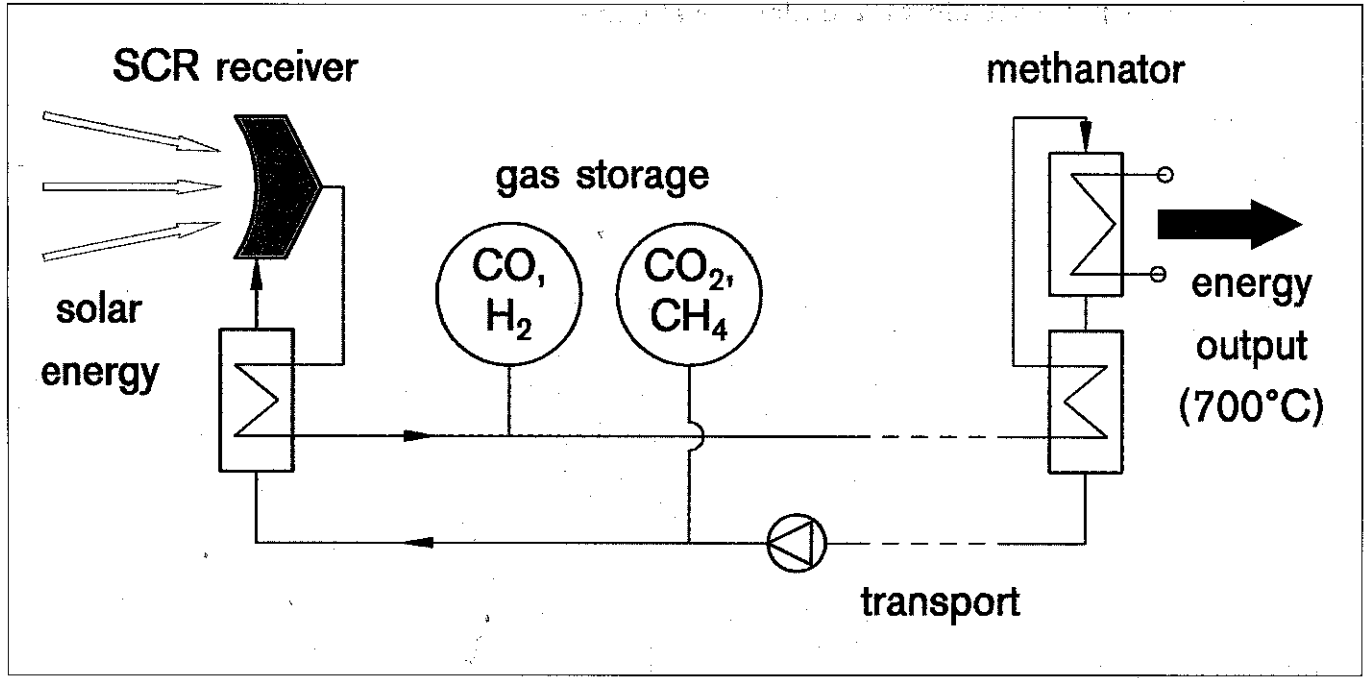 SCR receiver
methanator
gas storage
CO,
H₂
CO₂,
CH₄
solar
energy
energy
output
(700°C)
transport